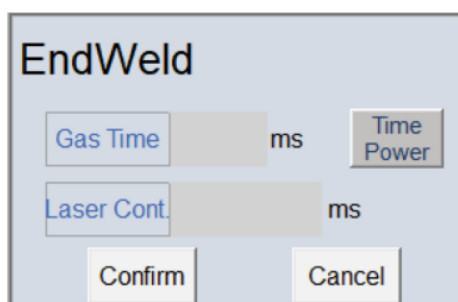 EndWeld
Gas Time ms Time
Power
Laser Cont. ms
Confirm Cancel